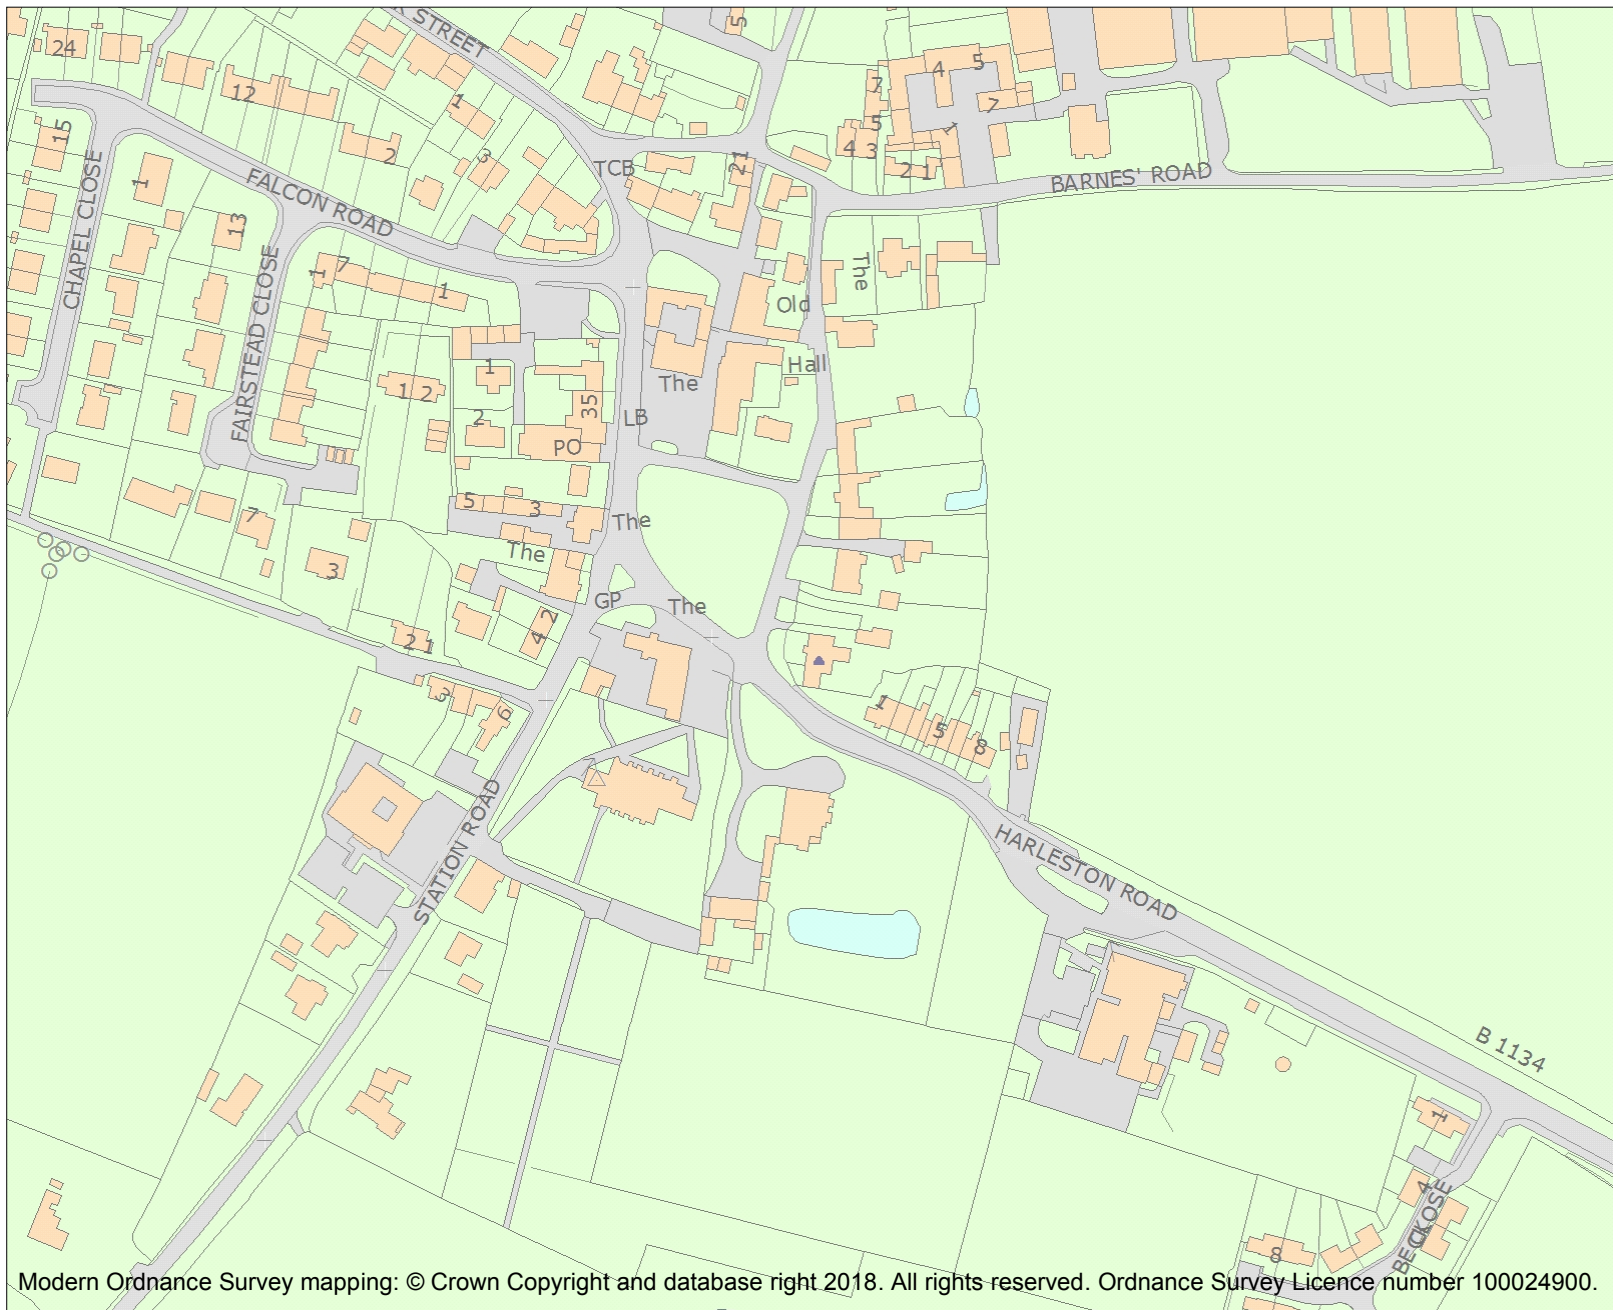 K STREET
5
24
12
1
2
3
15
1
FALCON ROAD
CHAPEL CLOSE
13
FAIRSTEAD CLOSE
1
7
1
TCB
21
7
5
4
3
4
5
7
1
2
1
BARNES' ROAD
The
Old
Hall
The
1
2
1
2
35
LB
PO
5
3
The
The
7
3
GP
The
2
4
2
1
3
6
1
5
8
STATION ROAD
HARLESTON ROAD
B 1134
1
4
BECK
CLOSE
8
Modern Ordnance Survey mapping: © Crown Copyright and database right 2018. All rights reserved. Ordnance Survey Licence number 100024900.